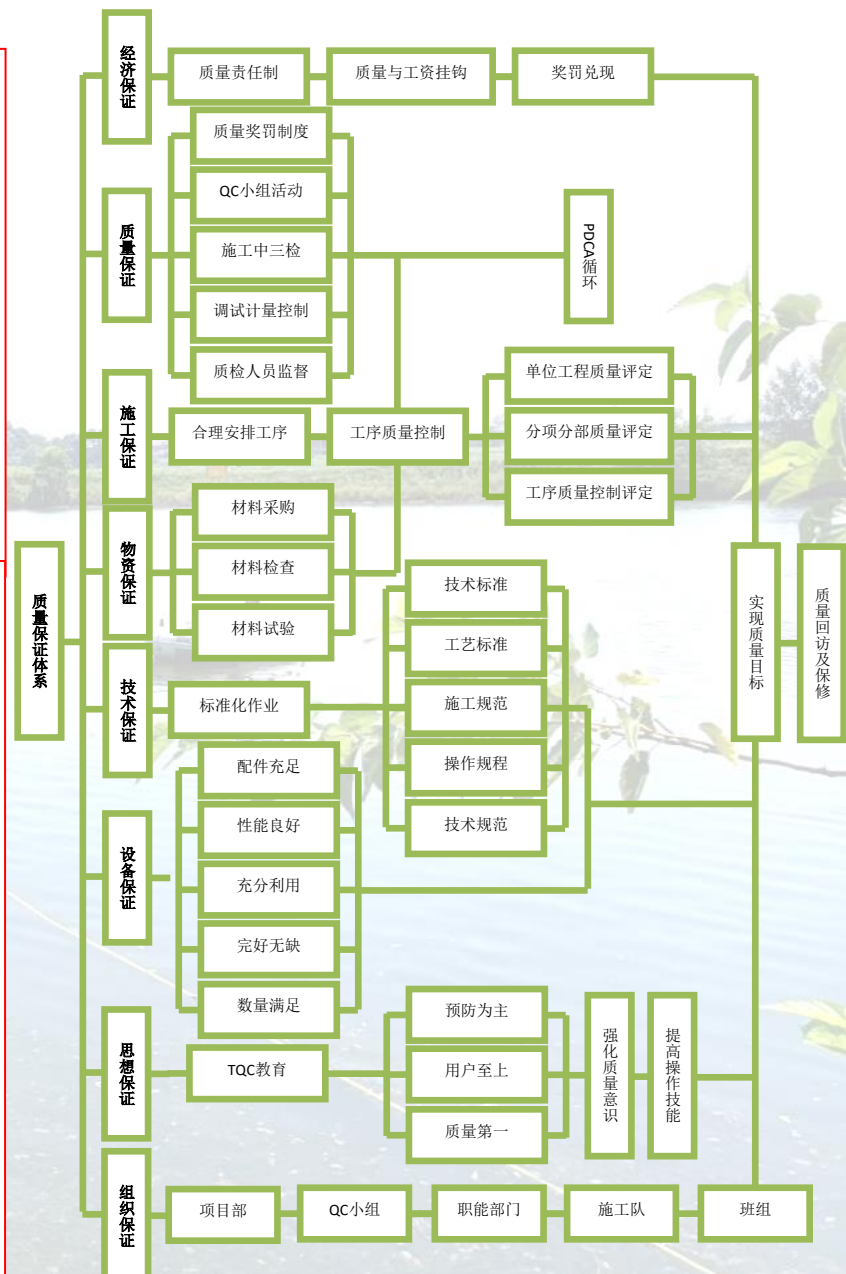 经济保证
质量责任制
质量与工资挂钩
奖罚兑现
质量保证
质量奖罚制度
QC小组活动
施工中三检
调试计量控制
质检人员监督
PDCA循环
施工保证
合理安排工序
工序质量控制
单位工程质量评定
分项分部质量评定
工序质量控制评定
质量保证体系
物资保证
材料采购
材料检查
材料试验
技术保证
标准化作业
技术标准
工艺标准
施工规范
操作规程
技术规范
实现质量目标
质量回访及保修
设备保证
配件充足
性能良好
充分利用
完好无缺
数量满足
思想保证
TQC教育
预防为主
用户至上
质量第一
强化质量意识
提高操作技能
组织保证
项目部
QC小组
职能部门
施工队
班组